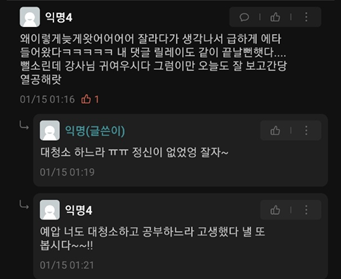 익명4
왜이렇게늦게왓어어어어 잘라다가 생각나서 급하게 에타
들어왔다ㅋㅋㅋㅋㅋ 내 댓글 릴레이도 같이 끝날뻔햇다....
뻘소린데 강사님 귀여우시다 그럼이만 오늘도 잘 보고간당
열공해랏
01/15 01:16 1
익명(글쓴이)
대청소 하느라 ㅠㅠ 정신이 없었엉 잘자~
01/15 01:19
익명4
예압 너도 대청소하고 공부하느라 고생했다 낼 또
봅시다~~!!
01/15 01:21